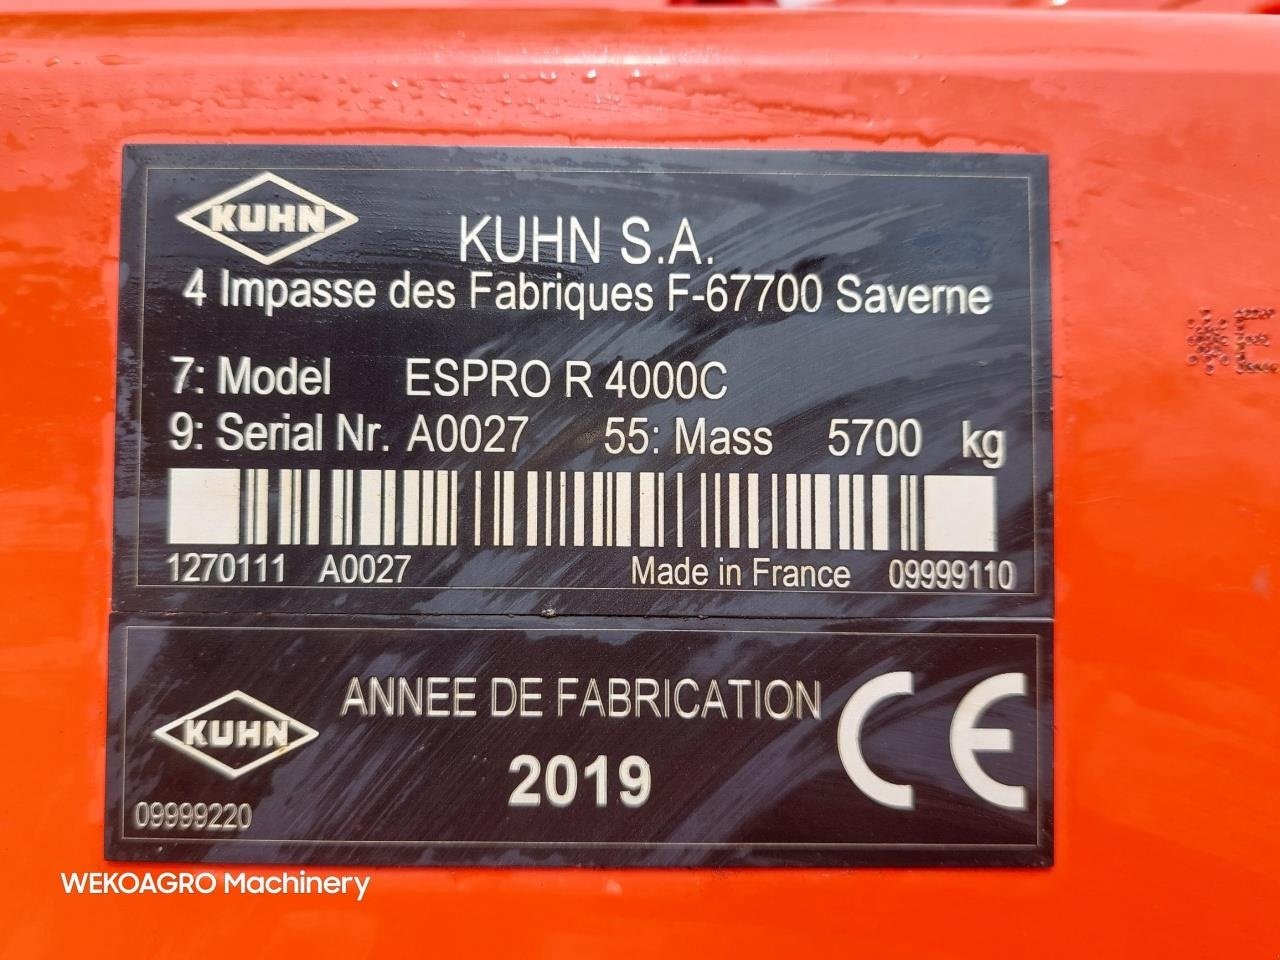 KUHN
KUHN S.A.
4 Impasse des Fabriques F-67700 Saverne
7: Model ESPRO R 4000C
9: Serial Nr. A0027 55: Mass 5700 kg
1270111 A0027 Made in France 09999110
KUHN
ANNEE DE FABRICATION
2019
CE
09999220
WEKOAGRO Machinery